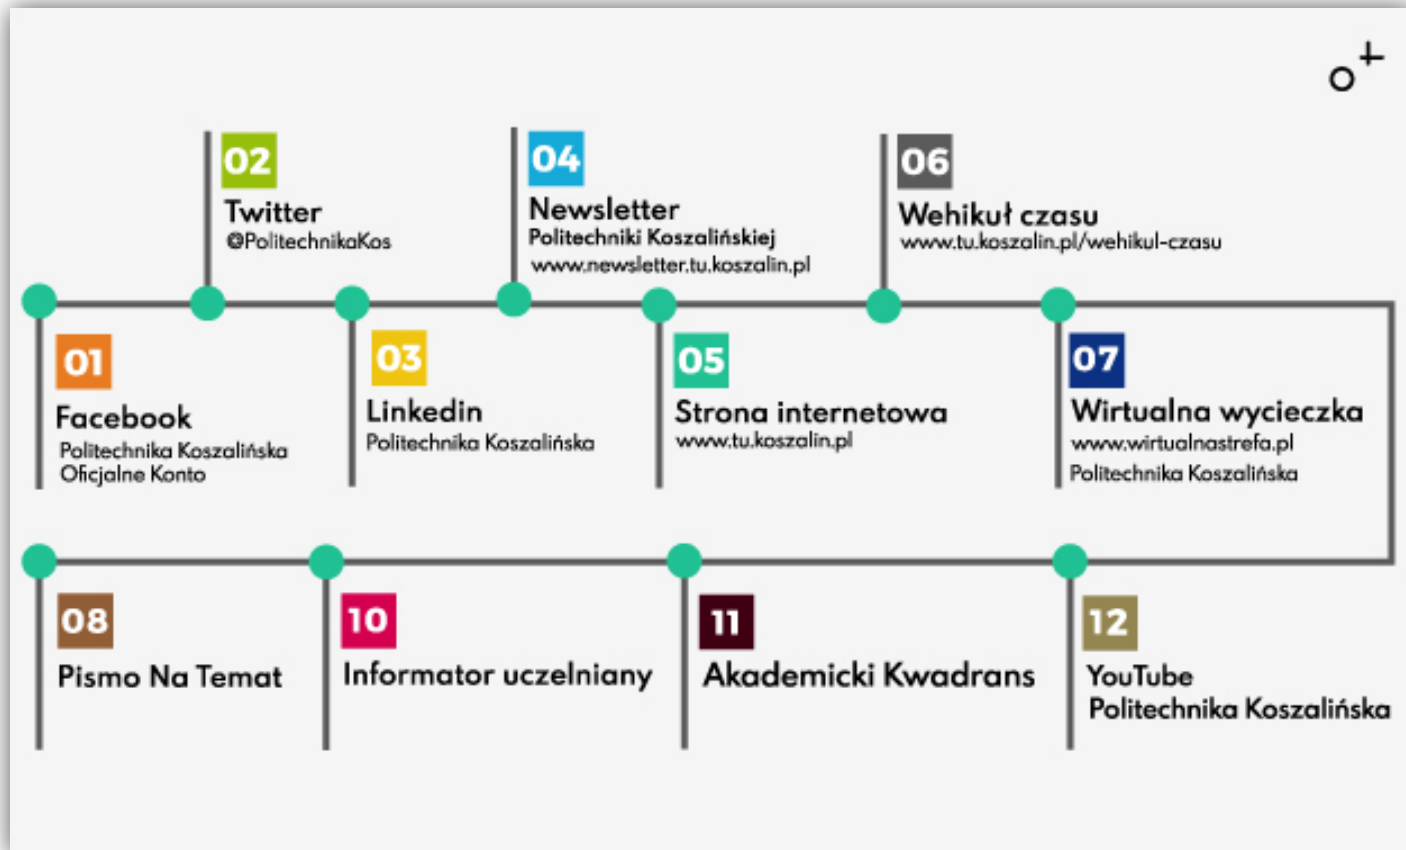 02
Twitter
@PolitechnikaKos
04
Newsletter
Politechniki Koszalińskiej
www.newsletter.tu.koszalin.pl
06
Wehikuł czasu
www.tu.koszalin.pl/wehikul-czasu
01
Facebook
Politechnika Koszalińska
Oficjalne Konto
03
Linkedin
Politechnika Koszalińska
05
Strona internetowa
www.tu.koszalin.pl
07
Wirtualna wycieczka
www.wirtualnastrefa.pl
Politechnika Koszalińska
08
Pismo Na Temat
10
Informator uczelniany
11
Akademicki Kwadrans
12
YouTube
Politechnika Koszalińska